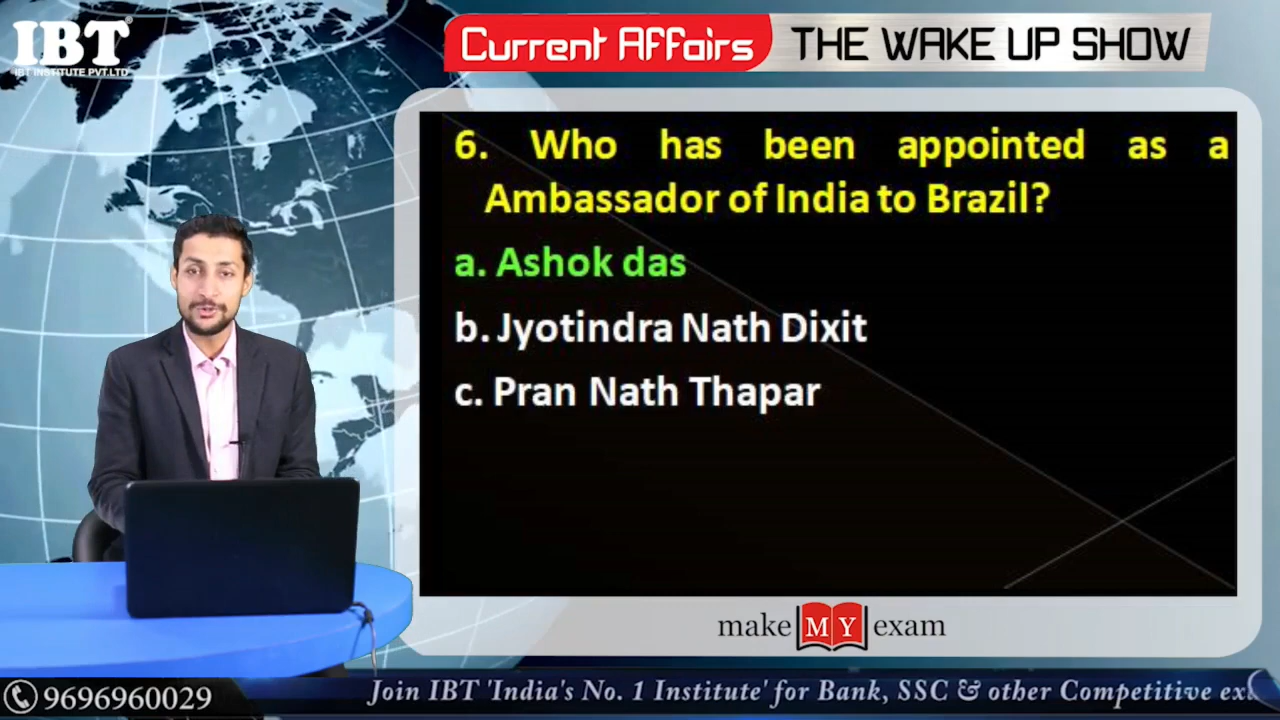 IBT®
IBT INSTITUTE PVT.LTD
Current Affairs THE WAKE UP SHOW
6. Who has been appointed as a
Ambassador of India to Brazil?
a. Ashok das
b. Jyotindra Nath Dixit
c. Pran Nath Thapar
make MY exam
9696960029
Join IBT 'India's No. 1 Institute' for Bank, SSC & other Competitive